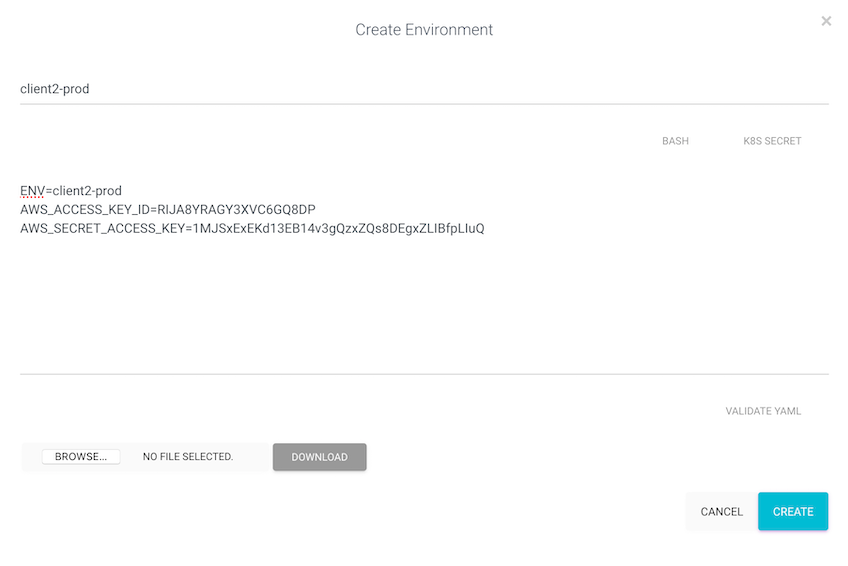 Create Environment
×
client2-prod
BASH K8S SECRET
ENV=client2-prod
AWS_ACCESS_KEY_ID=RIJA8YRAGY3XVC6GQ8DP
AWS_SECRET_ACCESS_KEY=1MJSxExEKd13EB14v3gQzxZQs8DEgxZLIBfpLIuQ
VALIDATE YAML
BROWSE... NO FILE SELECTED. DOWNLOAD
CANCEL CREATE